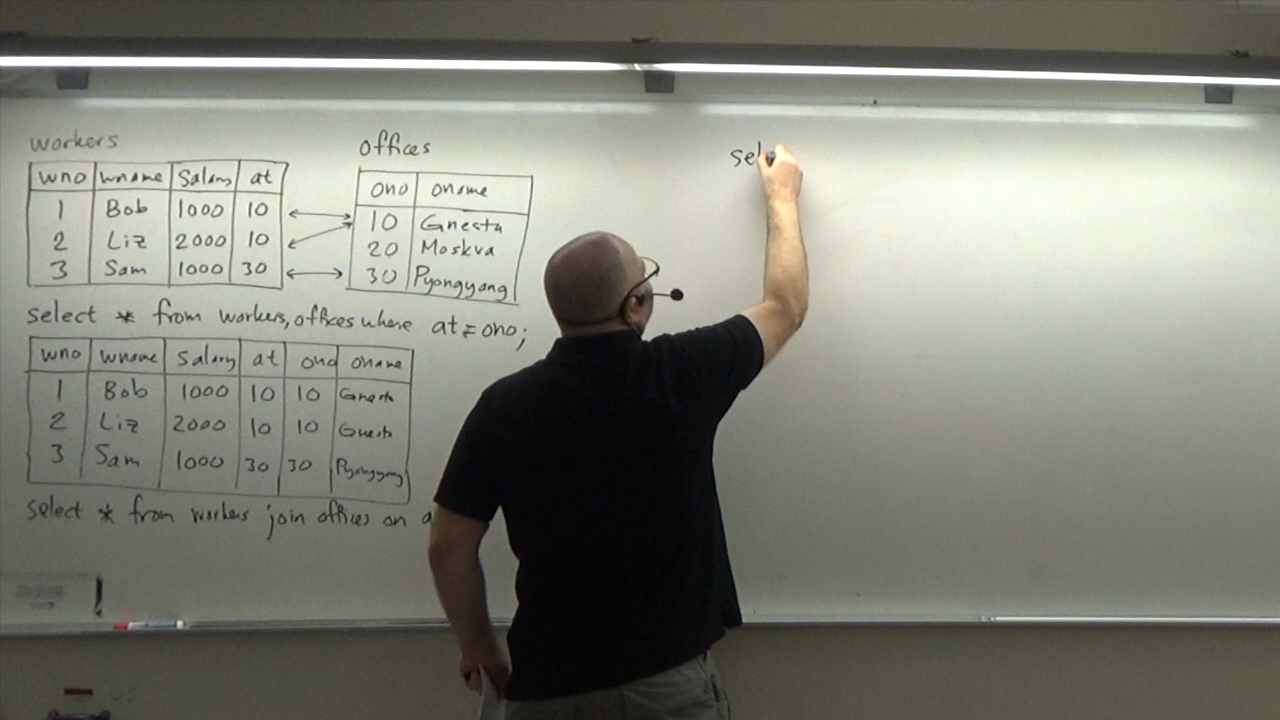 workers
wno wname Salary at
1 Bob 1000 10
2 Liz 2000 10
3 Sam 1000 30
offices
ono oname
10 Gnesta
20 Moskva
30 Pyongyang
select * from workers, offices where at = ono;
wno wname Salary at ono oname
1 Bob 1000 10 10 Gnesta
2 Liz 2000 10 10 Gnesta
3 Sam 1000 30 30 Pyongyang
select * from workers join offices on a
sel